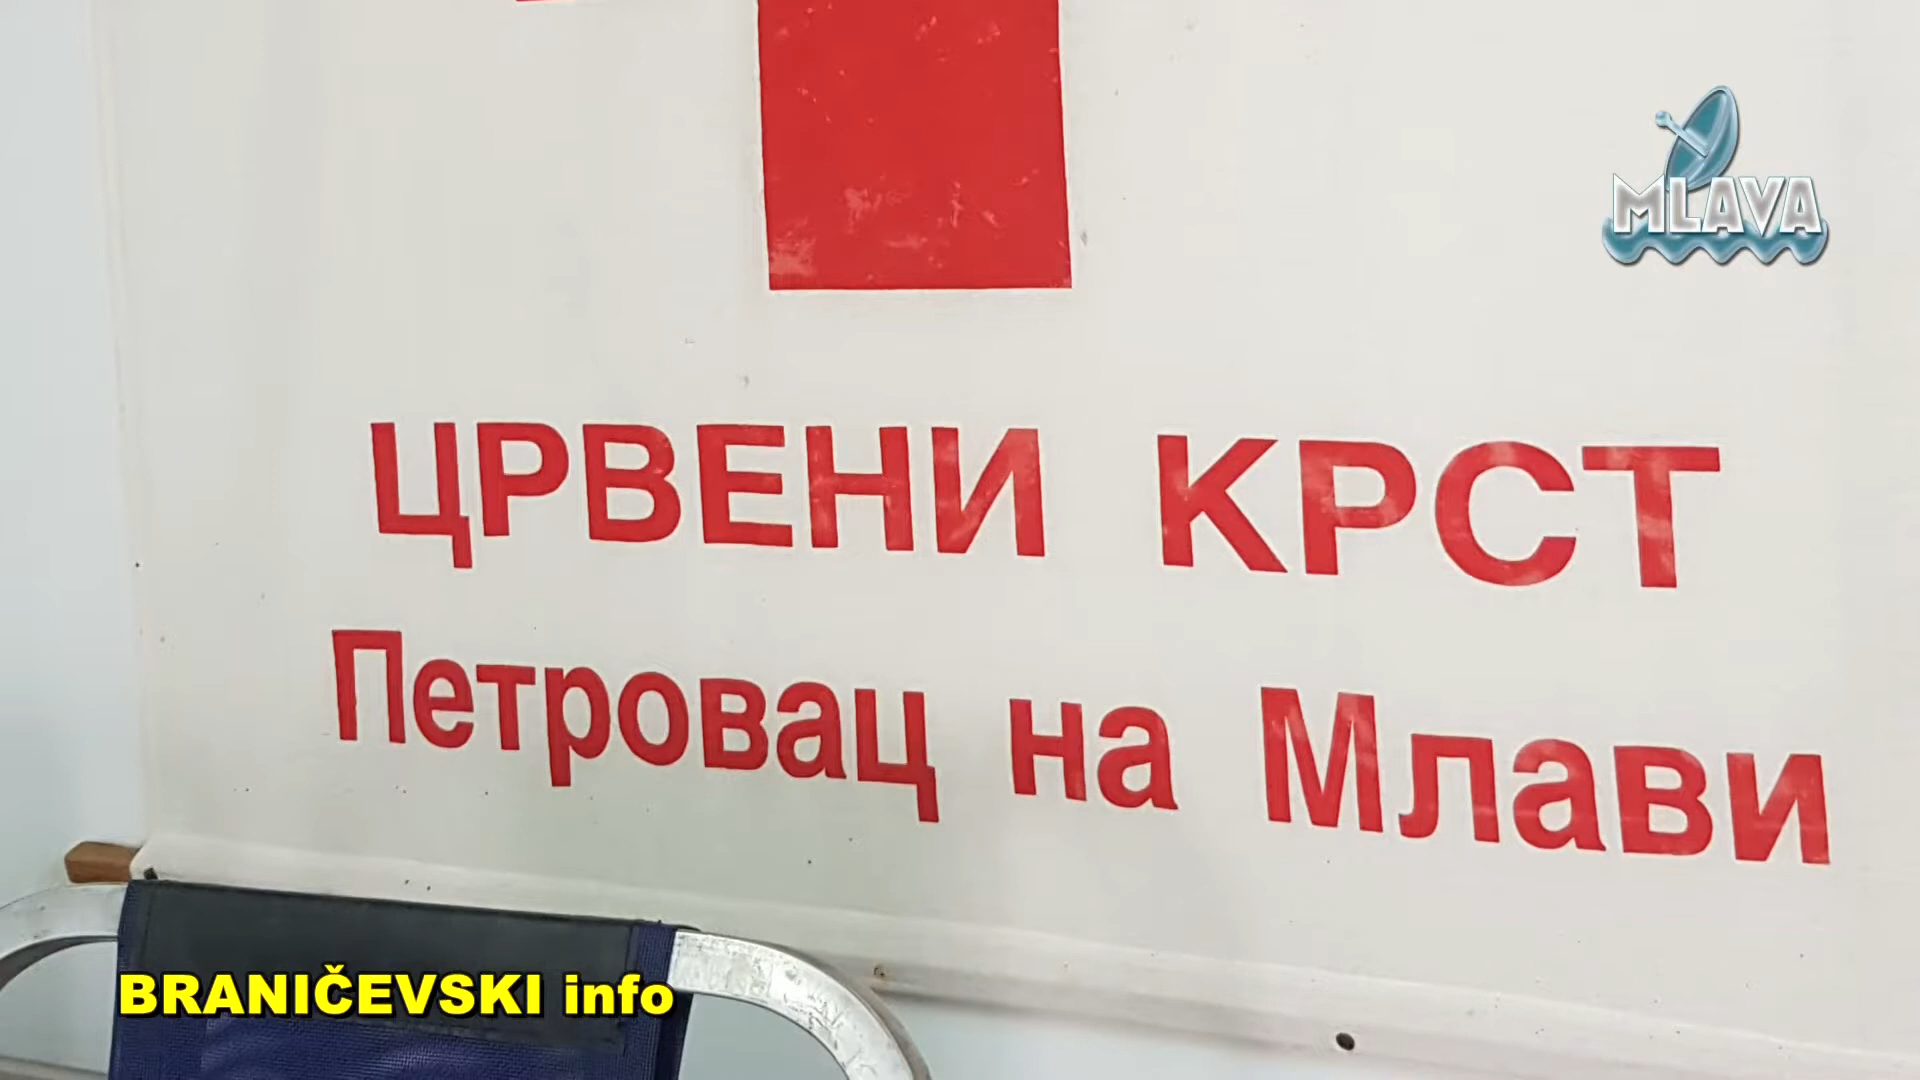 MLAVA
ЦРВЕНИ КРСТ
Петровац на Млави
BRANIČEVSKI info